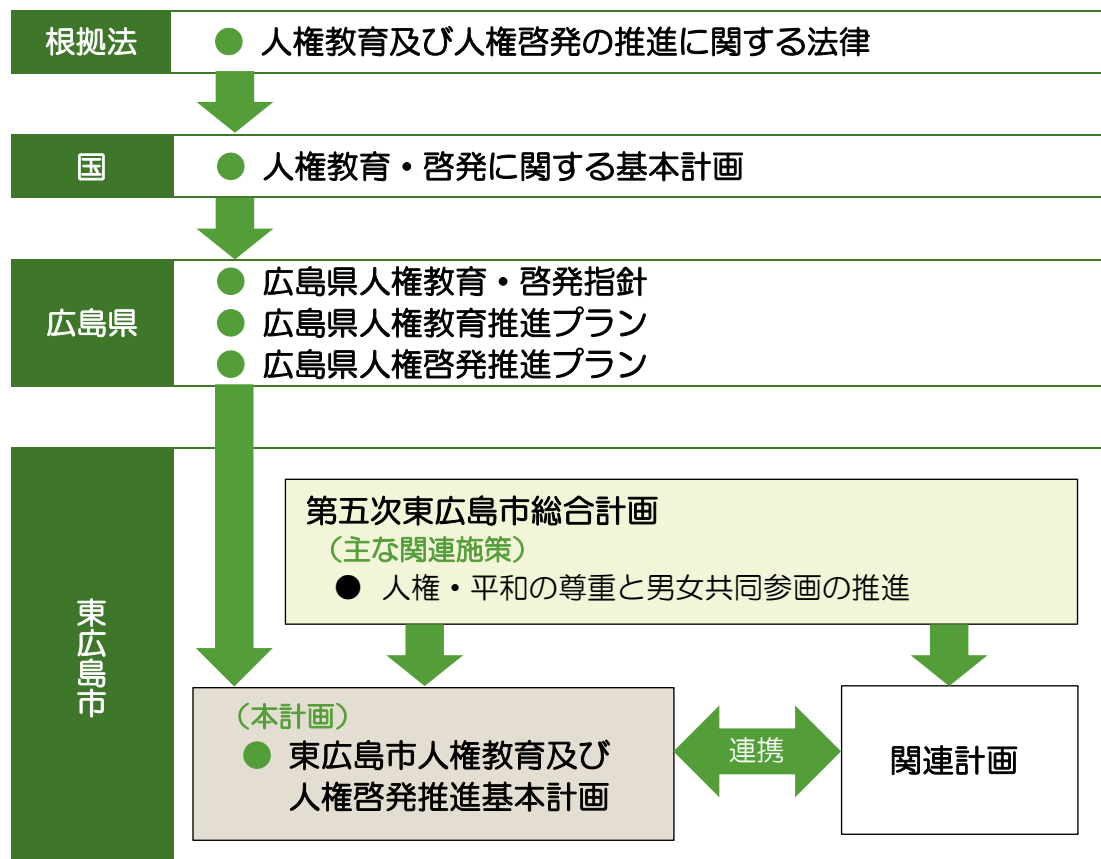 根拠法
● 人権教育及び人権啓発の推進に関する法律
国
● 人権教育・啓発に関する基本計画
広島県
● 広島県人権教育・啓発指針
● 広島県人権教育推進プラン
● 広島県人権啓発推進プラン
東広島市
第五次東広島市総合計画
（主な関連施策）
● 人権・平和の尊重と男女共同参画の推進
（本計画）
● 東広島市人権教育及び
人権啓発推進基本計画
連携
関連計画